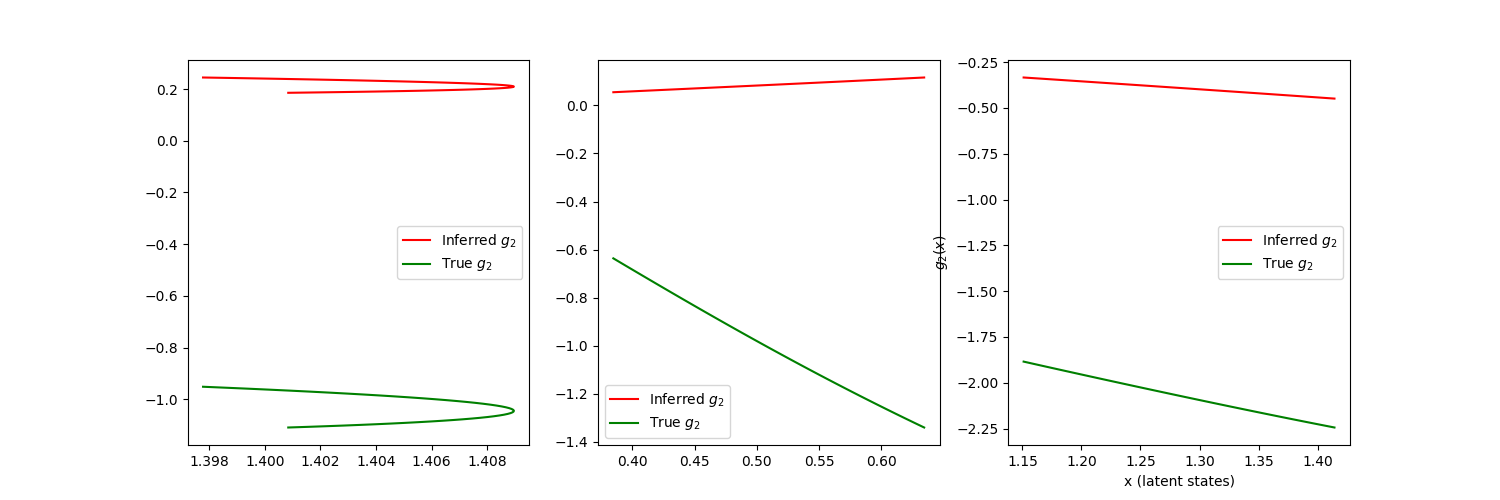 0.2
0.0
−0.2
−0.4
−0.6
−0.8
−1.0
1.398 1.400 1.402 1.404 1.406 1.408
Inferred g₂
True g₂
0.0
−0.2
−0.4
−0.6
−0.8
−1.0
−1.2
−1.4
0.40 0.45 0.50 0.55 0.60
Inferred g₂
True g₂
g₂(x)
−0.25
−0.50
−0.75
−1.00
−1.25
−1.50
−1.75
−2.00
−2.25
1.15 1.20 1.25 1.30 1.35 1.40
x (latent states)
Inferred g₂
True g₂